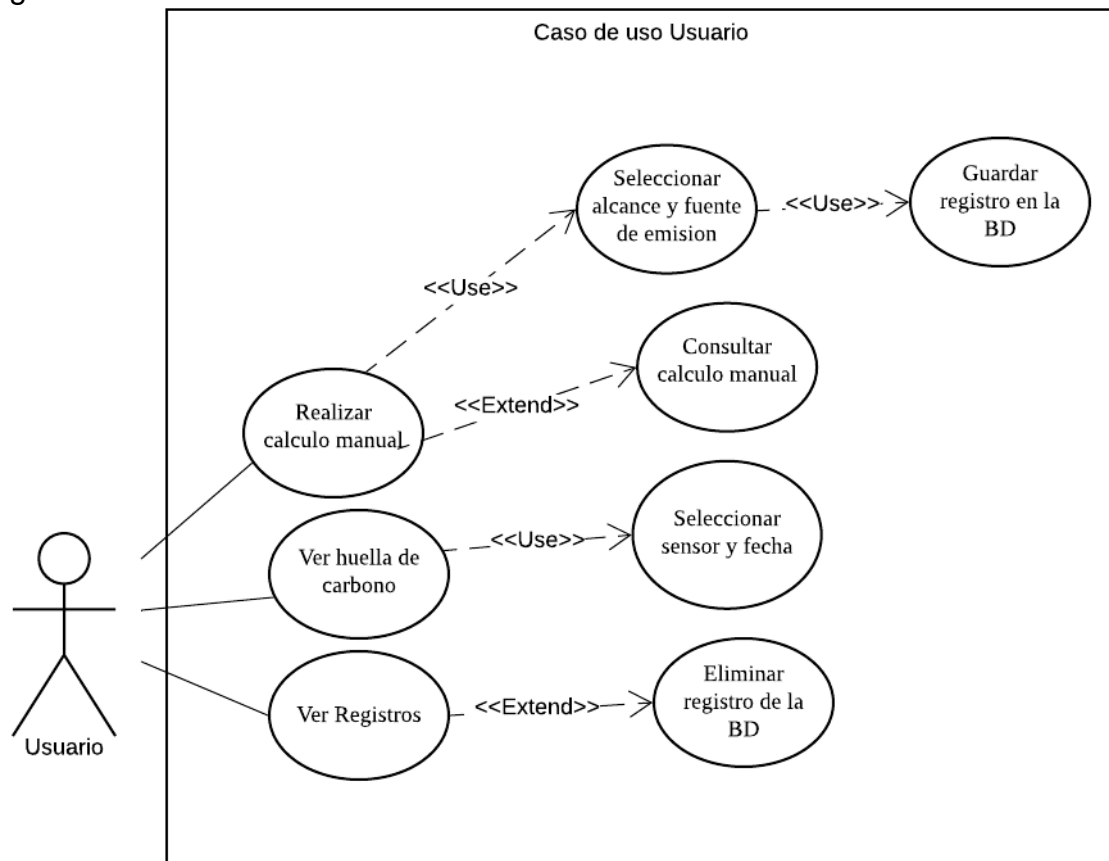 Caso de uso Usuario
Seleccionar
alcance y fuente
de emision
<<Use>>
Guardar
registro en la
BD
<<Use>>
Consultar
calculo manual
<<Extend>>
Realizar
calculo manual
Seleccionar
sensor y fecha
<<Use>>
Ver huella de
carbono
Eliminar
registro de la
BD
<<Extend>>
Ver Registros
Usuario